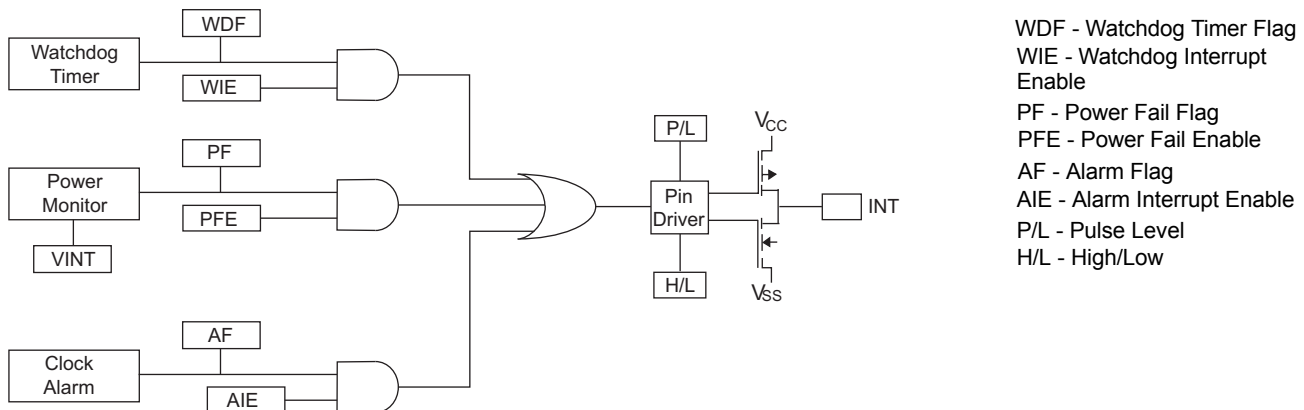 WDF
Watchdog
Timer
WIE
PF
Power
Monitor
PFE
VINT
AF
Clock
Alarm
AIE
P/L
Pin
Driver
H/L
VCC
INT
VSS
WDF - Watchdog Timer Flag
WIE - Watchdog Interrupt
Enable
PF - Power Fail Flag
PFE - Power Fail Enable
AF - Alarm Flag
AIE - Alarm Interrupt Enable
P/L - Pulse Level
H/L - High/Low